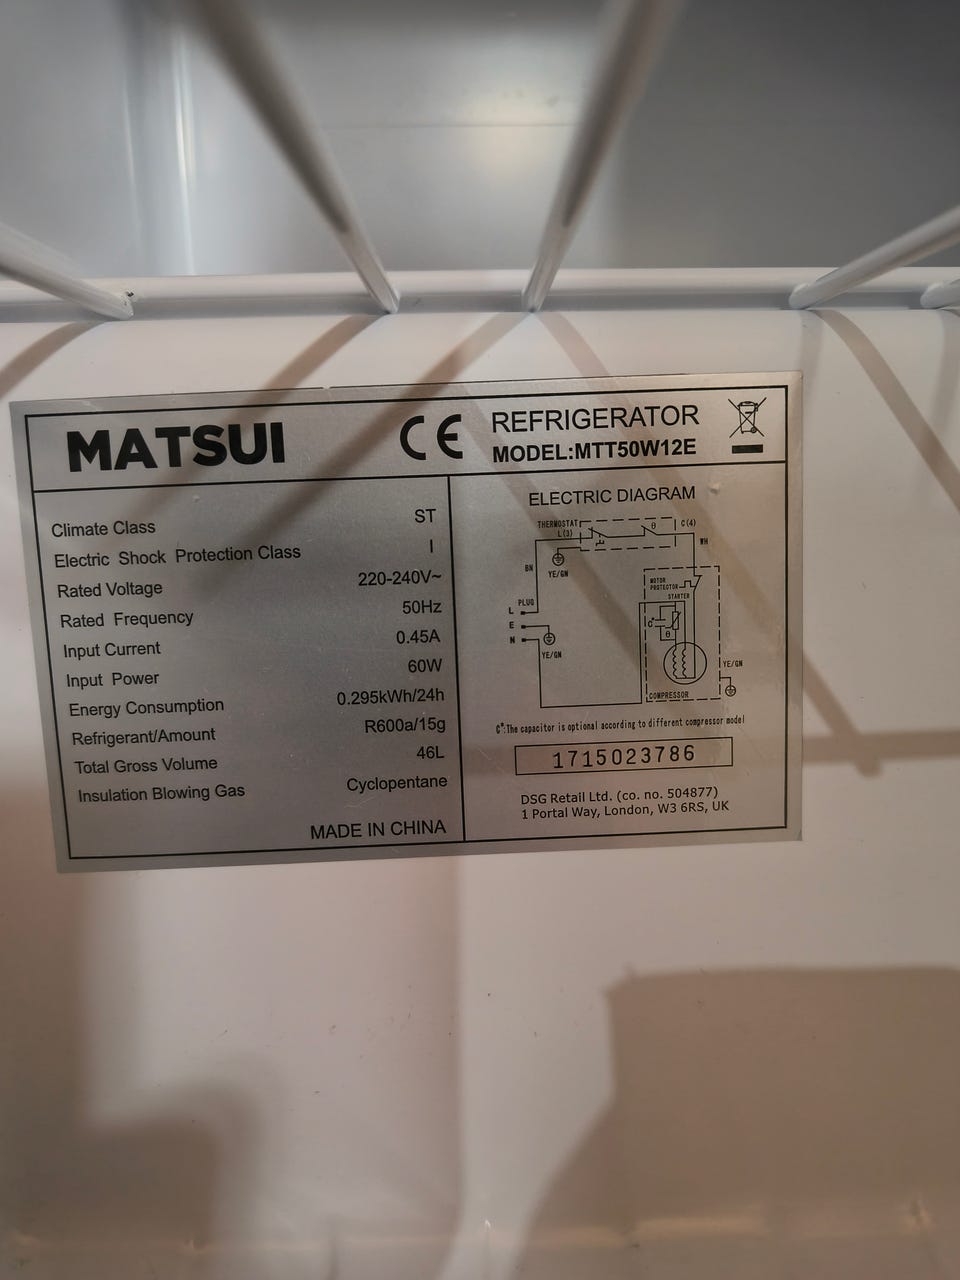 MATSUI
CE
REFRIGERATOR
MODEL:MTT50W12E
Climate Class ST
Electric Shock Protection Class I
Rated Voltage 220-240V~
Rated Frequency 50Hz
Input Current 0.45A
Input Power 60W
Energy Consumption 0.295kWh/24h
Refrigerant/Amount R600a/15g
Total Gross Volume 46L
Insulation Blowing Gas Cyclopentane
MADE IN CHINA
ELECTRIC DIAGRAM
THERMOSTAT
L(3)
θ
C(4)
WH
BN
YE/GN
MOTOR
PROTECTOR
STARTER
PLUG
L
E
N
C*
θ
YE/GN
YE/GN
COMPRESSOR
C*:The capacitor is optional according to different compressor model
1715023786
DSG Retail Ltd. (co. no. 504877)
1 Portal Way, London, W3 6RS, UK